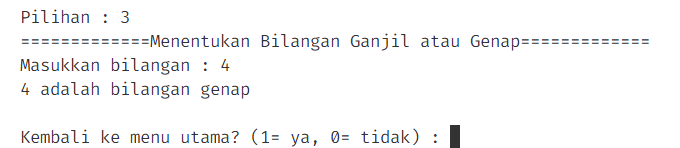 Pilihan : 3
=============Menentukan Bilangan Ganjil atau Genap=============
Masukkan bilangan : 4
4 adalah bilangan genap
Kembali ke menu utama? (1= ya, 0= tidak) :